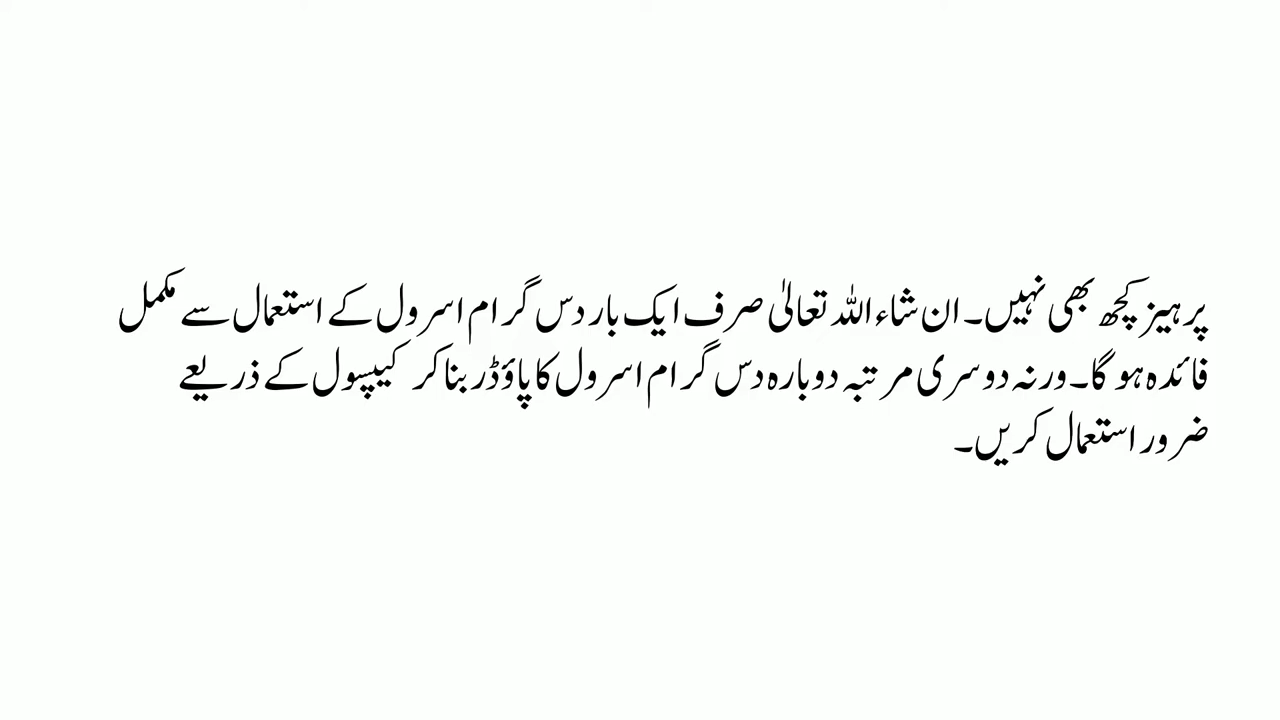 پرہیز کچھ بھی نہیں۔ ان شاء اللہ تعالیٰ صرف ایک بار دس گرام اسرول کے استعمال سے مکمل
فائدہ ہو گا۔ ورنہ دوسری مرتبہ دوبارہ دس گرام اسرول کا پاؤڈر بنا کر کیپسول کے ذریعے
ضرور استعمال کریں۔